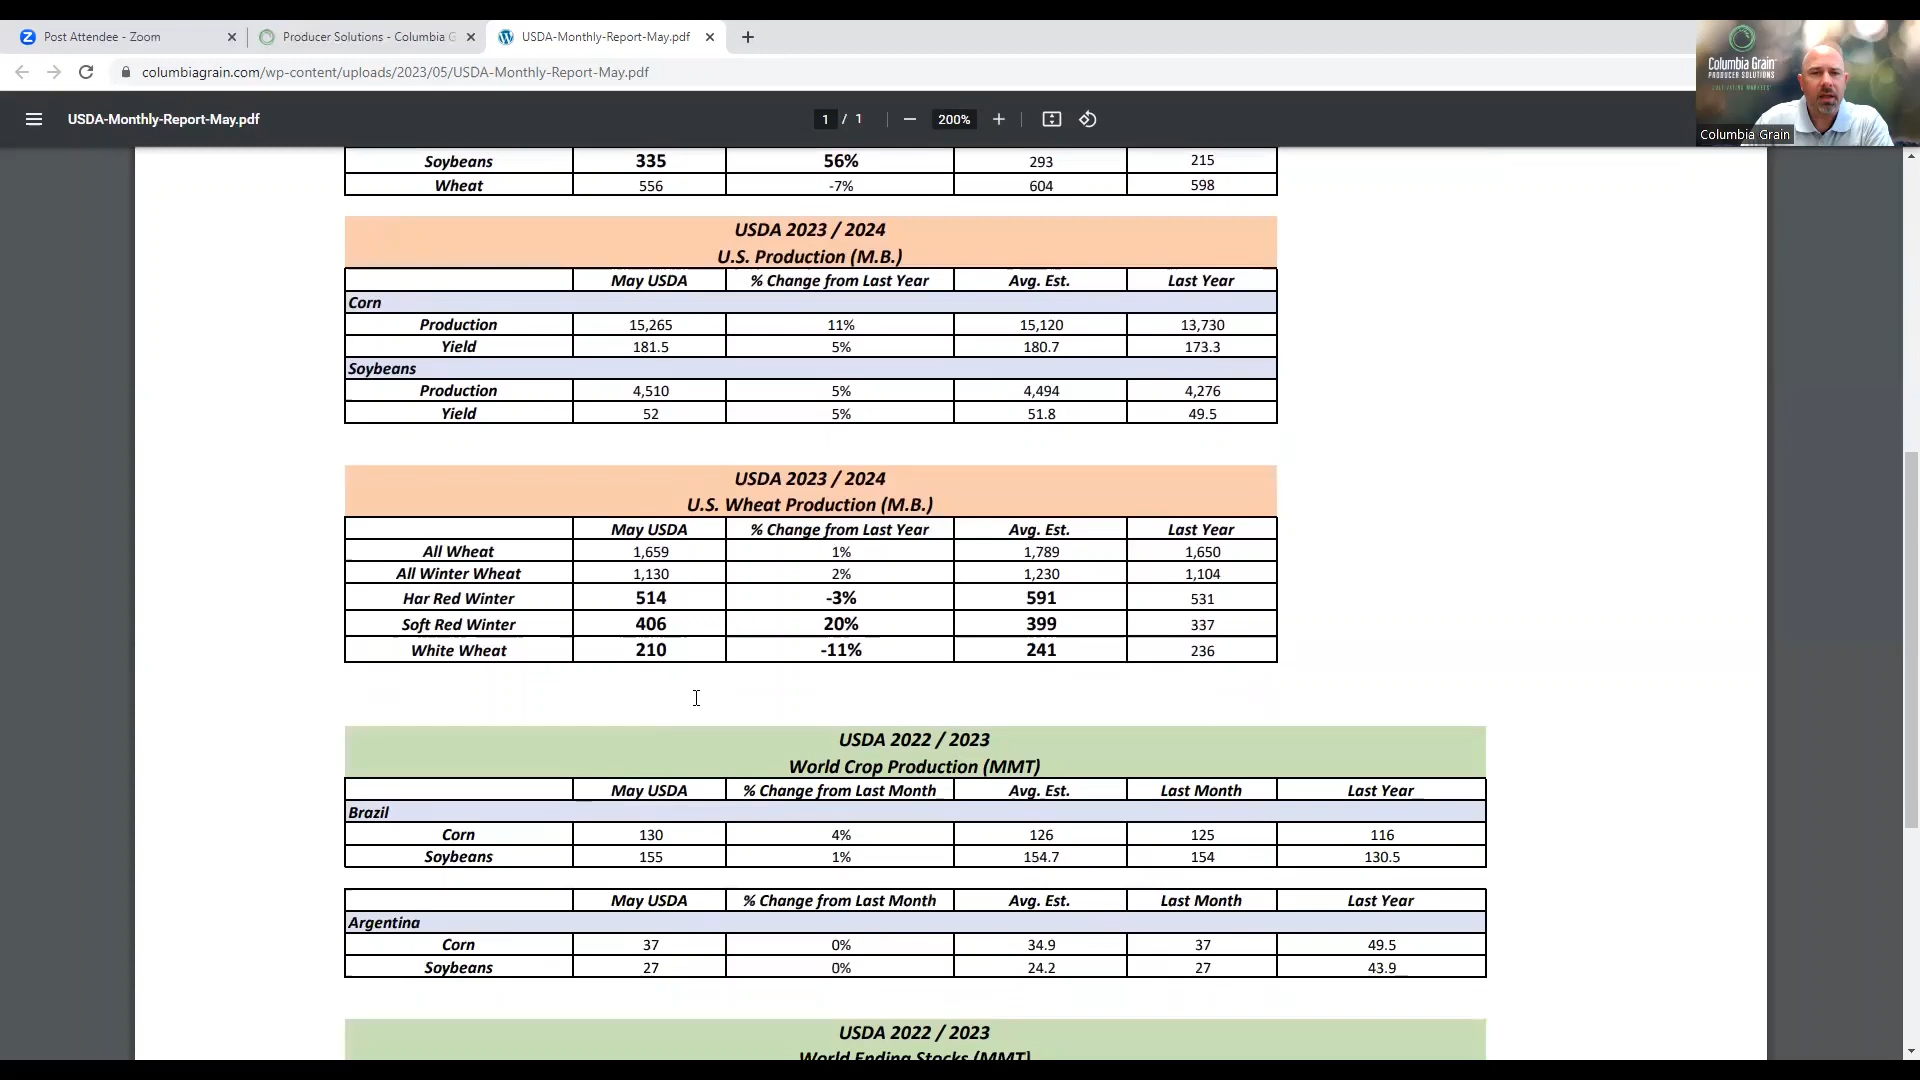 Post Attendee - Zoom
Producer Solutions - Columbia G
USDA-Monthly-Report-May.pdf
columbiagrain.com/wp-content/uploads/2023/05/USDA-Monthly-Report-May.pdf
Columbia Grain
PRODUCER SOLUTIONS
CULTIVATING MARKETS
Columbia Grain
USDA-Monthly-Report-May.pdf 1 / 1 200%
Soybeans 335 56% 293 215
Wheat 556 -7% 604 598
USDA 2023 / 2024
U.S. Production (M.B.)
May USDA % Change from Last Year Avg. Est. Last Year
Corn
Production 15,265 11% 15,120 13,730
Yield 181.5 5% 180.7 173.3
Soybeans
Production 4,510 5% 4,494 4,276
Yield 52 5% 51.8 49.5
USDA 2023 / 2024
U.S. Wheat Production (M.B.)
May USDA % Change from Last Year Avg. Est. Last Year
All Wheat 1,659 1% 1,789 1,650
All Winter Wheat 1,130 2% 1,230 1,104
Har Red Winter 514 -3% 591 531
Soft Red Winter 406 20% 399 337
White Wheat 210 -11% 241 236
USDA 2022 / 2023
World Crop Production (MMT)
May USDA % Change from Last Month Avg. Est. Last Month Last Year
Brazil
Corn 130 4% 126 125 116
Soybeans 155 1% 154.7 154 130.5
May USDA % Change from Last Month Avg. Est. Last Month Last Year
Argentina
Corn 37 0% 34.9 37 49.5
Soybeans 27 0% 24.2 27 43.9
USDA 2022 / 2023
World Ending Stocks (MMT)